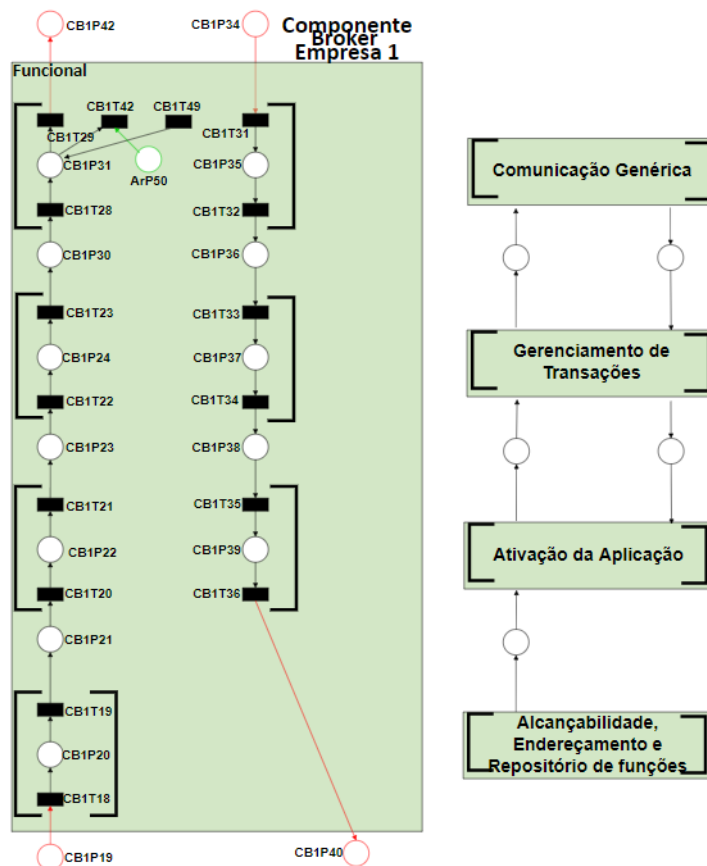 CB1P42
CB1P34
Componente
Broker
Empresa 1
Funcional
CB1T42
CB1T49
CB1T29
CB1T31
CB1P31
ArP50
CB1P35
CB1T28
CB1T32
CB1P30
CB1P36
CB1T23
CB1T33
CB1P24
CB1P37
CB1T22
CB1T34
CB1P23
CB1P38
CB1T21
CB1T35
CB1P22
CB1P39
CB1T20
CB1T36
CB1P21
CB1T19
CB1P20
CB1T18
CB1P19
CB1P40
Comunicação Genérica
Gerenciamento de
Transações
Ativação da Aplicação
Alcançabilidade,
Endereçamento e
Repositório de funções